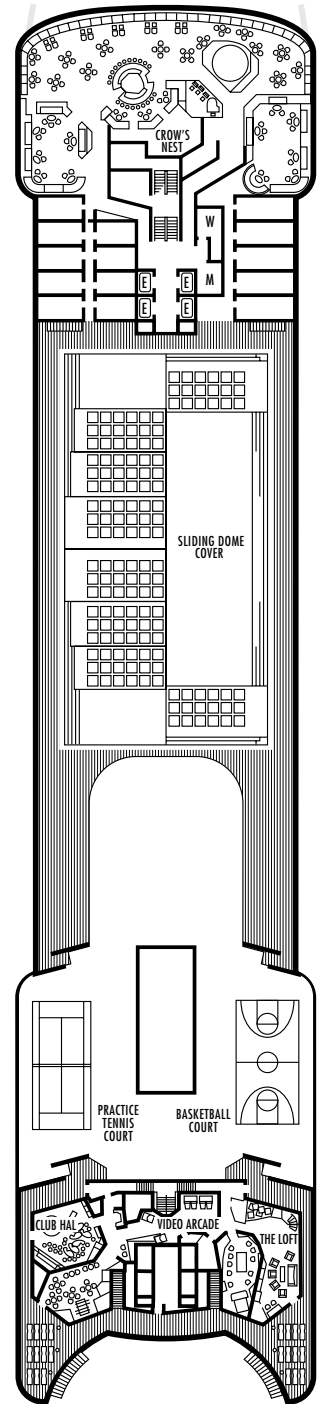 CROW'S
NEST
W
M
E
E
E
E
SLIDING DOME
COVER
PRACTICE
TENNIS
COURT
BASKETBALL
COURT
CLUB HAL
VIDEO ARCADE
THE LOFT